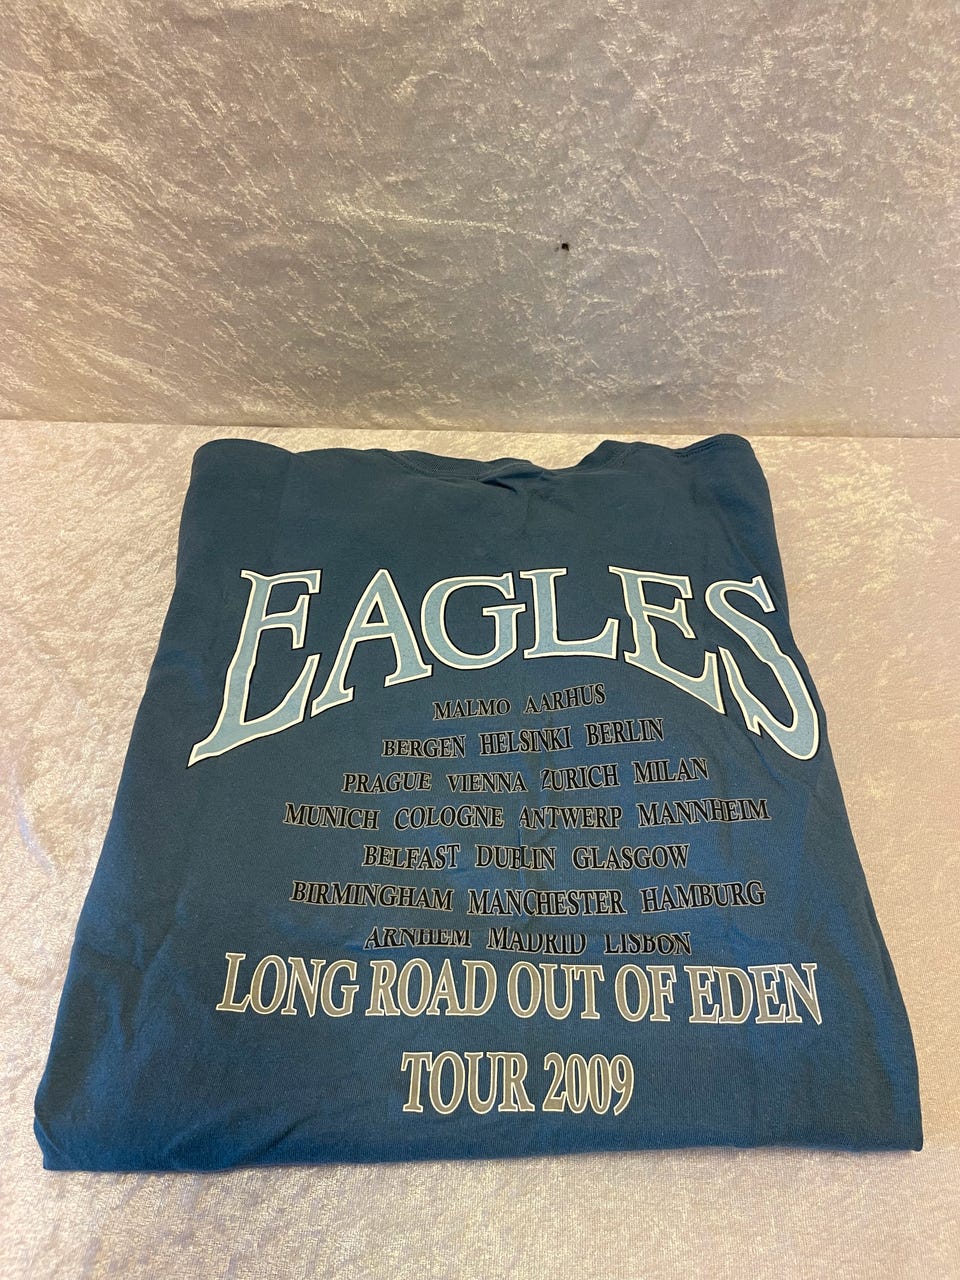 EAGLES
MALMO AARHUS
BERGEN HELSINKI BERLIN
PRAGUE VIENNA ZURICH MILAN
MUNICH COLOGNE ANTWERP MANNHEIM
BELFAST DUBLIN GLASGOW
BIRMINGHAM MANCHESTER HAMBURG
ARNHEM MADRID LISBON
LONG ROAD OUT OF EDEN
TOUR 2009